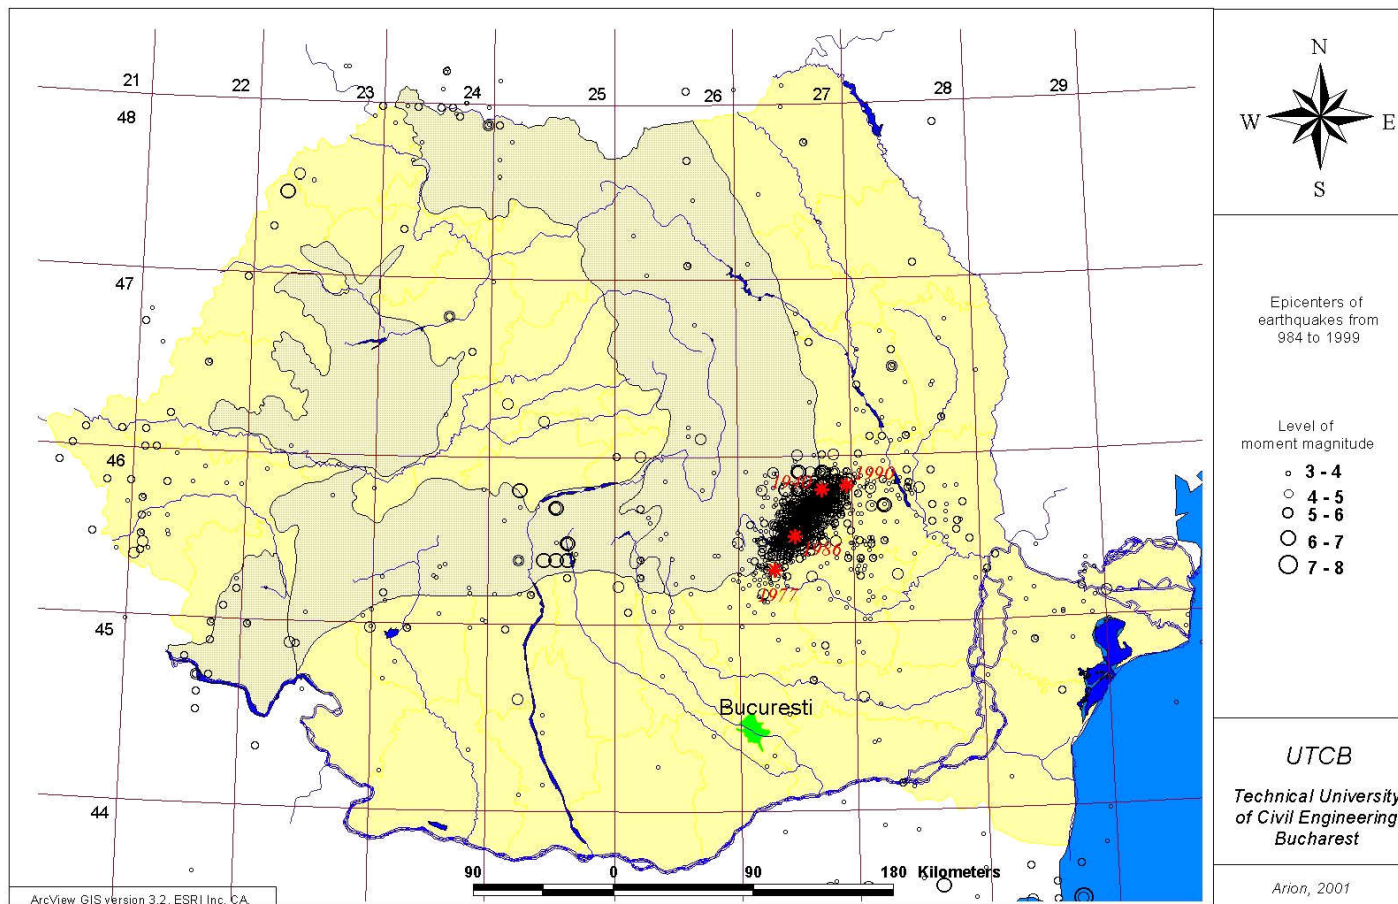 21
22
23
24
25
26
27
28
29
48
47
46
45
44
1940
1990
1986
1977
Bucuresti
90 0 90 180 Kilometers
ArcView GIS version 3.2, ESRI Inc. CA.
N
W E
S
Epicenters of
earthquakes from
984 to 1999
Level of
moment magnitude
3 - 4
4 - 5
5 - 6
6 - 7
7 - 8
UTCB
Technical University
of Civil Engineering
Bucharest
Arion, 2001